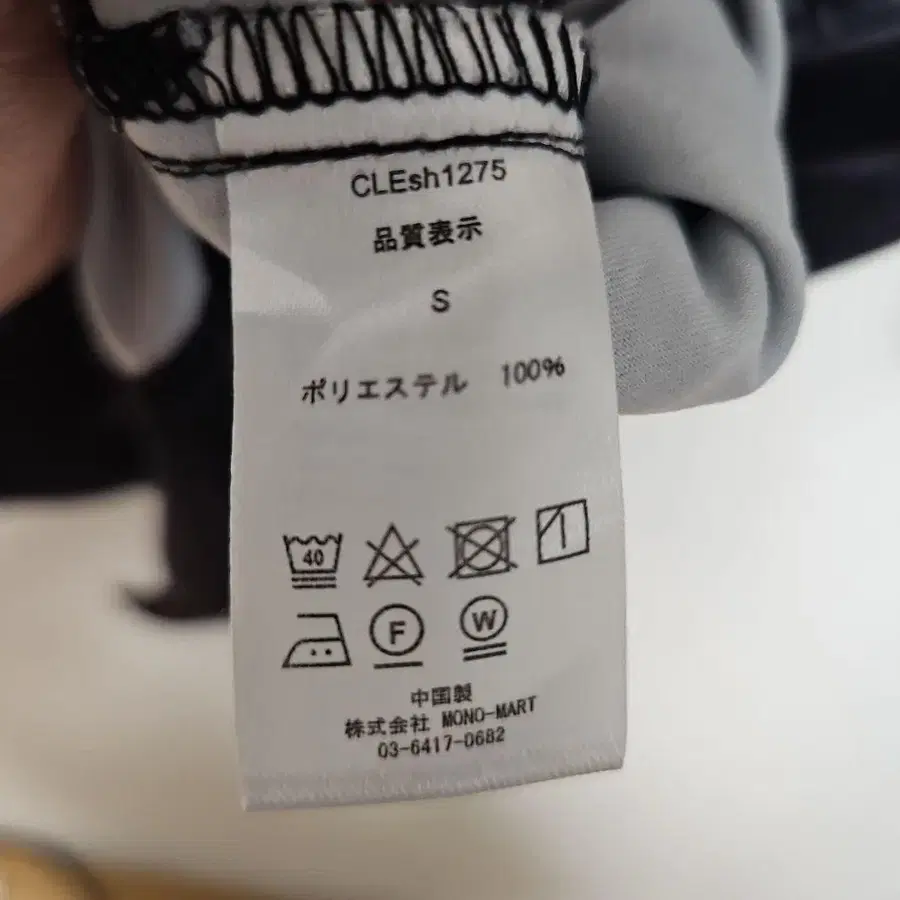 CLEsh1275
品質表示
S
ポリエステル 100%
40
F
W
中国製
株式会社 MONO-MART
03-6417-0682